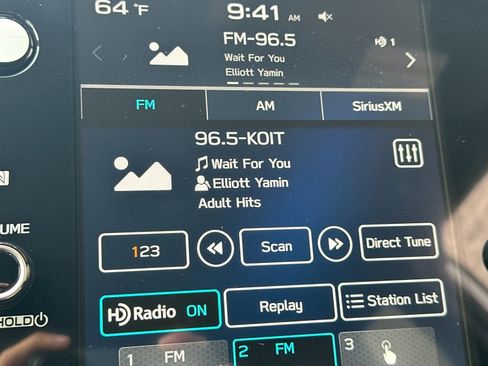 64 °F 9:41 AM
FM-96.5
HD 1
Wait For You
Elliott Yamin
FM AM SiriusXM
96.5-KOIT
Wait For You
Elliott Yamin
Adult Hits
123 Scan Direct Tune
HD Radio ON Replay Station List
1 FM 2 FM 3
UME
HOLD